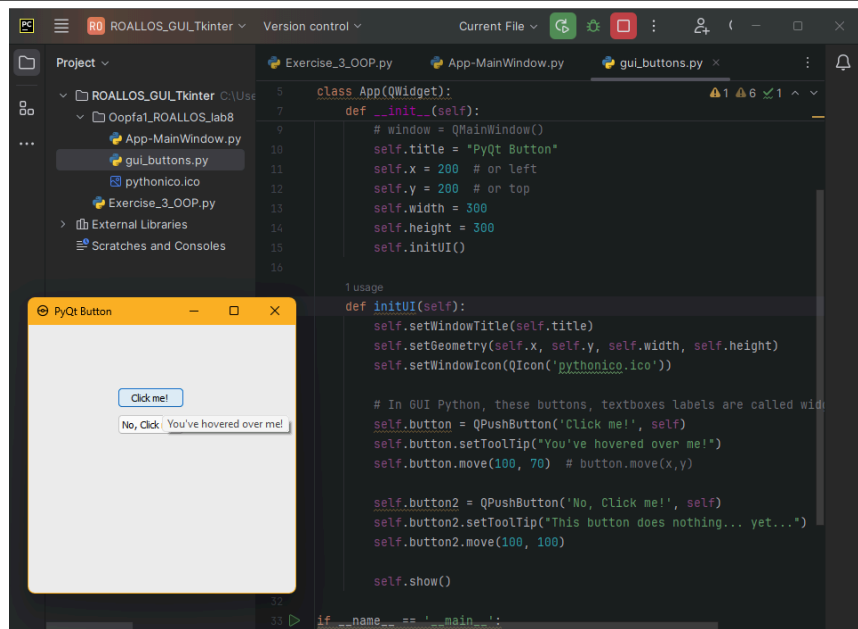 PC
RO ROALLOS_GUI_Tkinter
Version control
Current File
Project
Exercise_3_OOP.py
App-MainWindow.py
gui_buttons.py
ROALLOS_GUI_Tkinter C:\Use
Oopfa1_ROALLOS_lab8
App-MainWindow.py
gui_buttons.py
pythonico.ico
Exercise_3_OOP.py
External Libraries
Scratches and Consoles
1 6 1
5 class App(QWidget):
7 def __init__(self):
9 # window = QMainWindow()
10 self.title = "PyQt Button"
11 self.x = 200 # or left
12 self.y = 200 # or top
13 self.width = 300
14 self.height = 300
15 self.initUI()
16
1 usage
def initUI(self):
self.setWindowTitle(self.title)
self.setGeometry(self.x, self.y, self.width, self.height)
self.setWindowIcon(QIcon('pythonico.ico'))
# In GUI Python, these buttons, textboxes labels are called wid
self.button = QPushButton('Click me!', self)
self.button.setToolTip("You've hovered over me!")
self.button.move(100, 70) # button.move(x,y)
self.button2 = QPushButton('No, Click me!', self)
self.button2.setToolTip("This button does nothing... yet...")
self.button2.move(100, 100)
self.show()
32
33 if __name__ == '__main__':
PyQt Button
Click me!
No, Click
You've hovered over me!